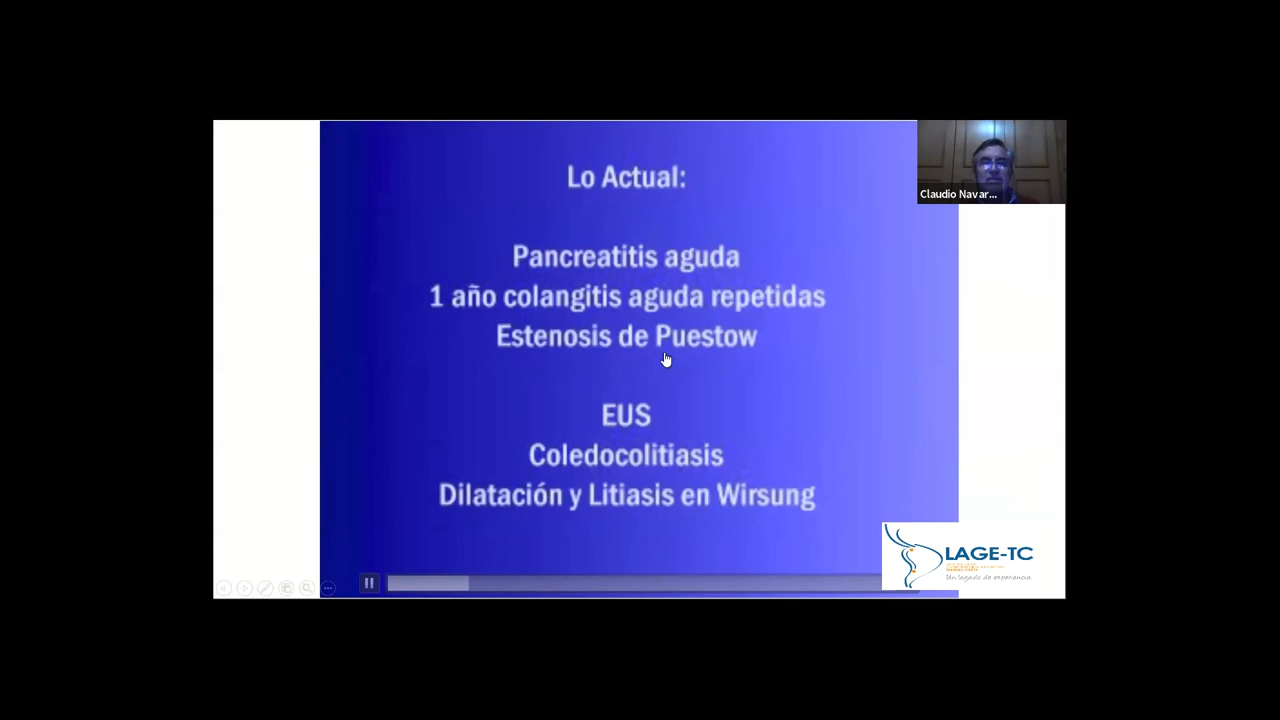 Lo Actual:
Pancreatitis aguda
1 año colangitis aguda repetidas
Estenosis de Puestow
EUS
Coledocolitiasis
Dilatación y Litiasis en Wirsung
Claudio Navar...
LAGE-TC
Un legado de experiencia